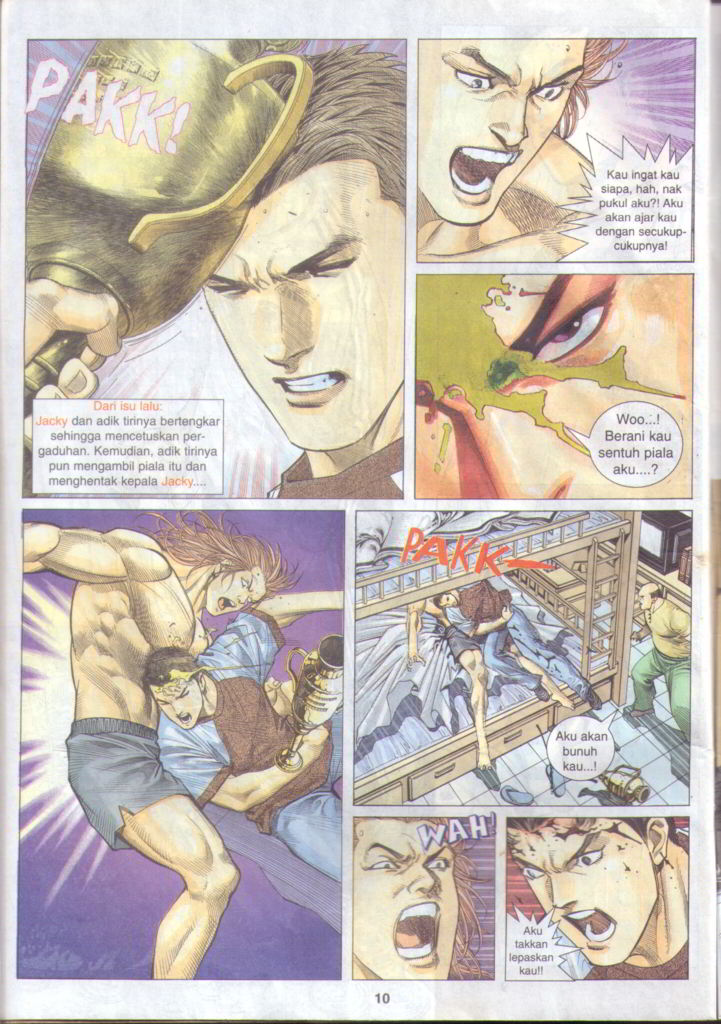 PAKK!
Dari isu lalu:
Jacky dan adik tirinya bertengkar
sehingga mencetuskan per-
gaduhan. Kemudian, adik tirinya
pun mengambil piala itu dan
menghentak kepala Jacky....
Kau ingat kau
siapa, hah, nak
pukul aku?! Aku
akan ajar kau
dengan secukup-
cukupnya!
Woo...!
Berani kau
sentuh piala
aku....?
PAKK
Aku akan
bunuh
kau...!
WAH!
Aku
takkan
lepaskan
kau!!
10